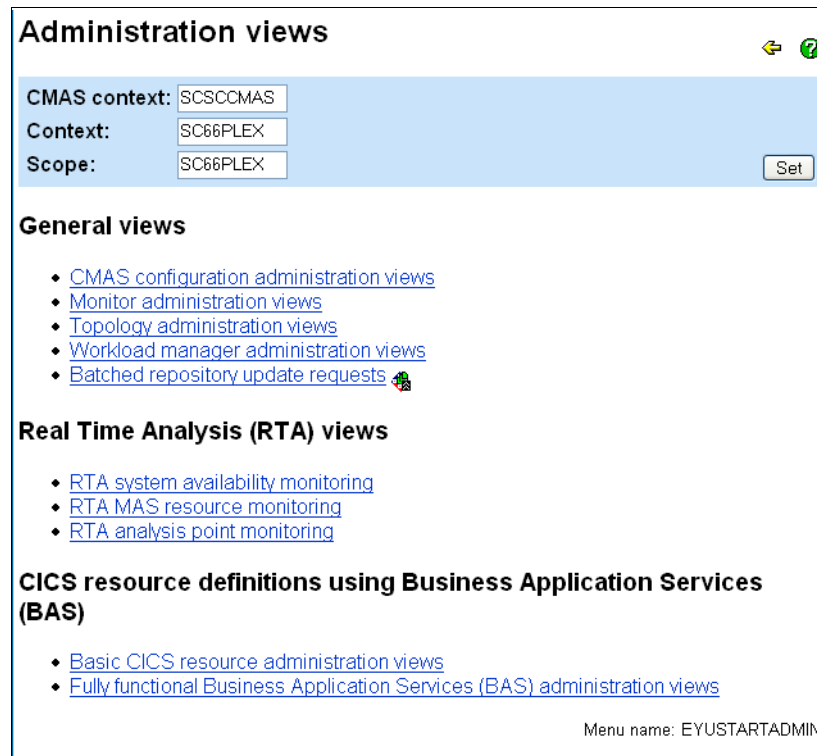 Administration views
CMAS context: SCSCCMAS
Context: SC66PLEX
Scope: SC66PLEX
Set
General views
CMAS configuration administration views
Monitor administration views
Topology administration views
Workload manager administration views
Batched repository update requests
Real Time Analysis (RTA) views
RTA system availability monitoring
RTA MAS resource monitoring
RTA analysis point monitoring
CICS resource definitions using Business Application Services
(BAS)
Basic CICS resource administration views
Fully functional Business Application Services (BAS) administration views
Menu name: EYUSTARTADMIN